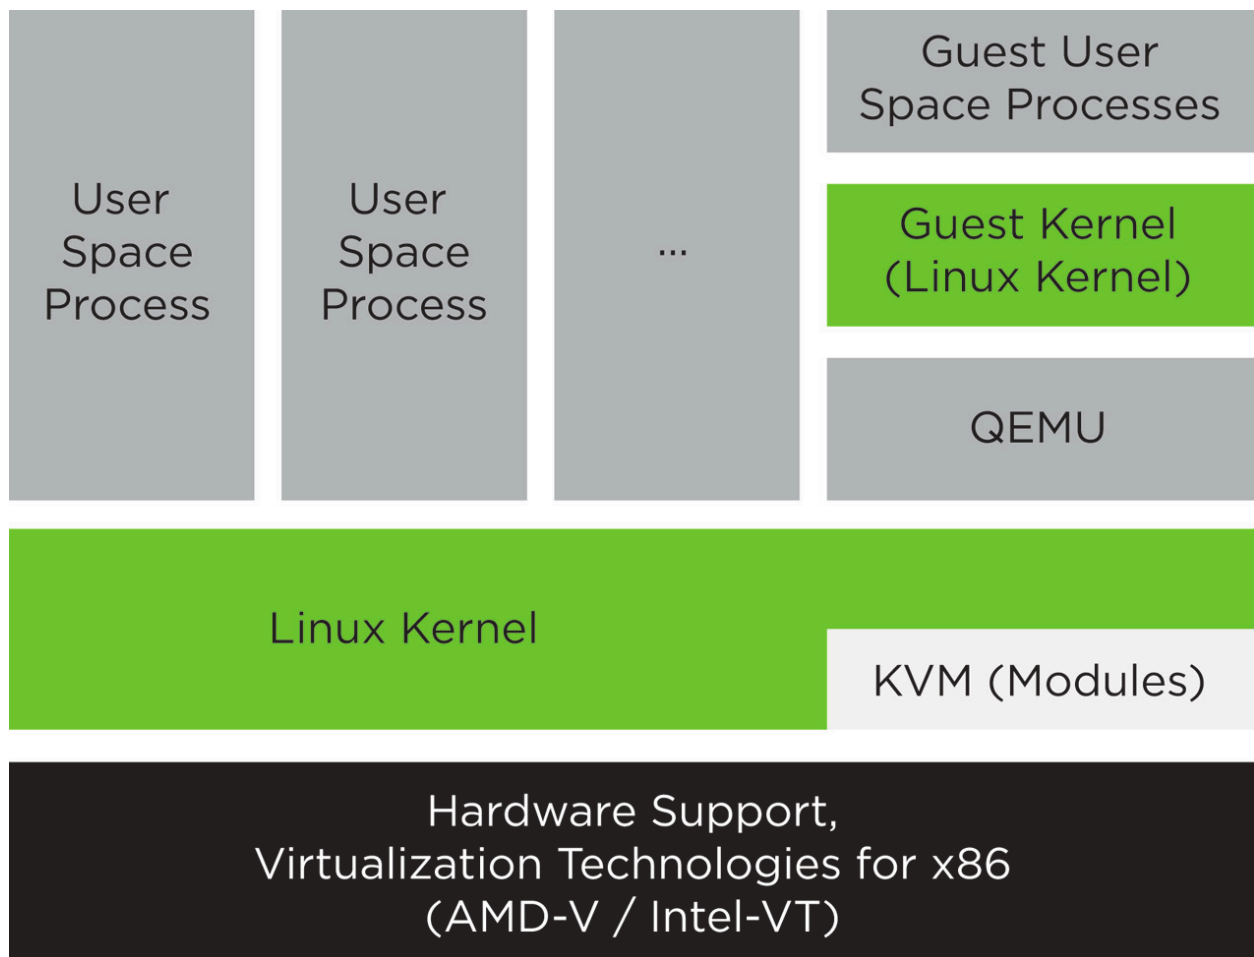 User
Space
Process
User
Space
Process
...
Guest User
Space Processes
Guest Kernel
(Linux Kernel)
QEMU
Linux Kernel
KVM (Modules)
Hardware Support,
Virtualization Technologies for x86
(AMD-V / Intel-VT)